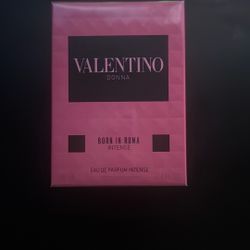 VALENTINO
DONNA
BORN IN ROMA
INTENSE
EAU DE PARFUM INTENSE